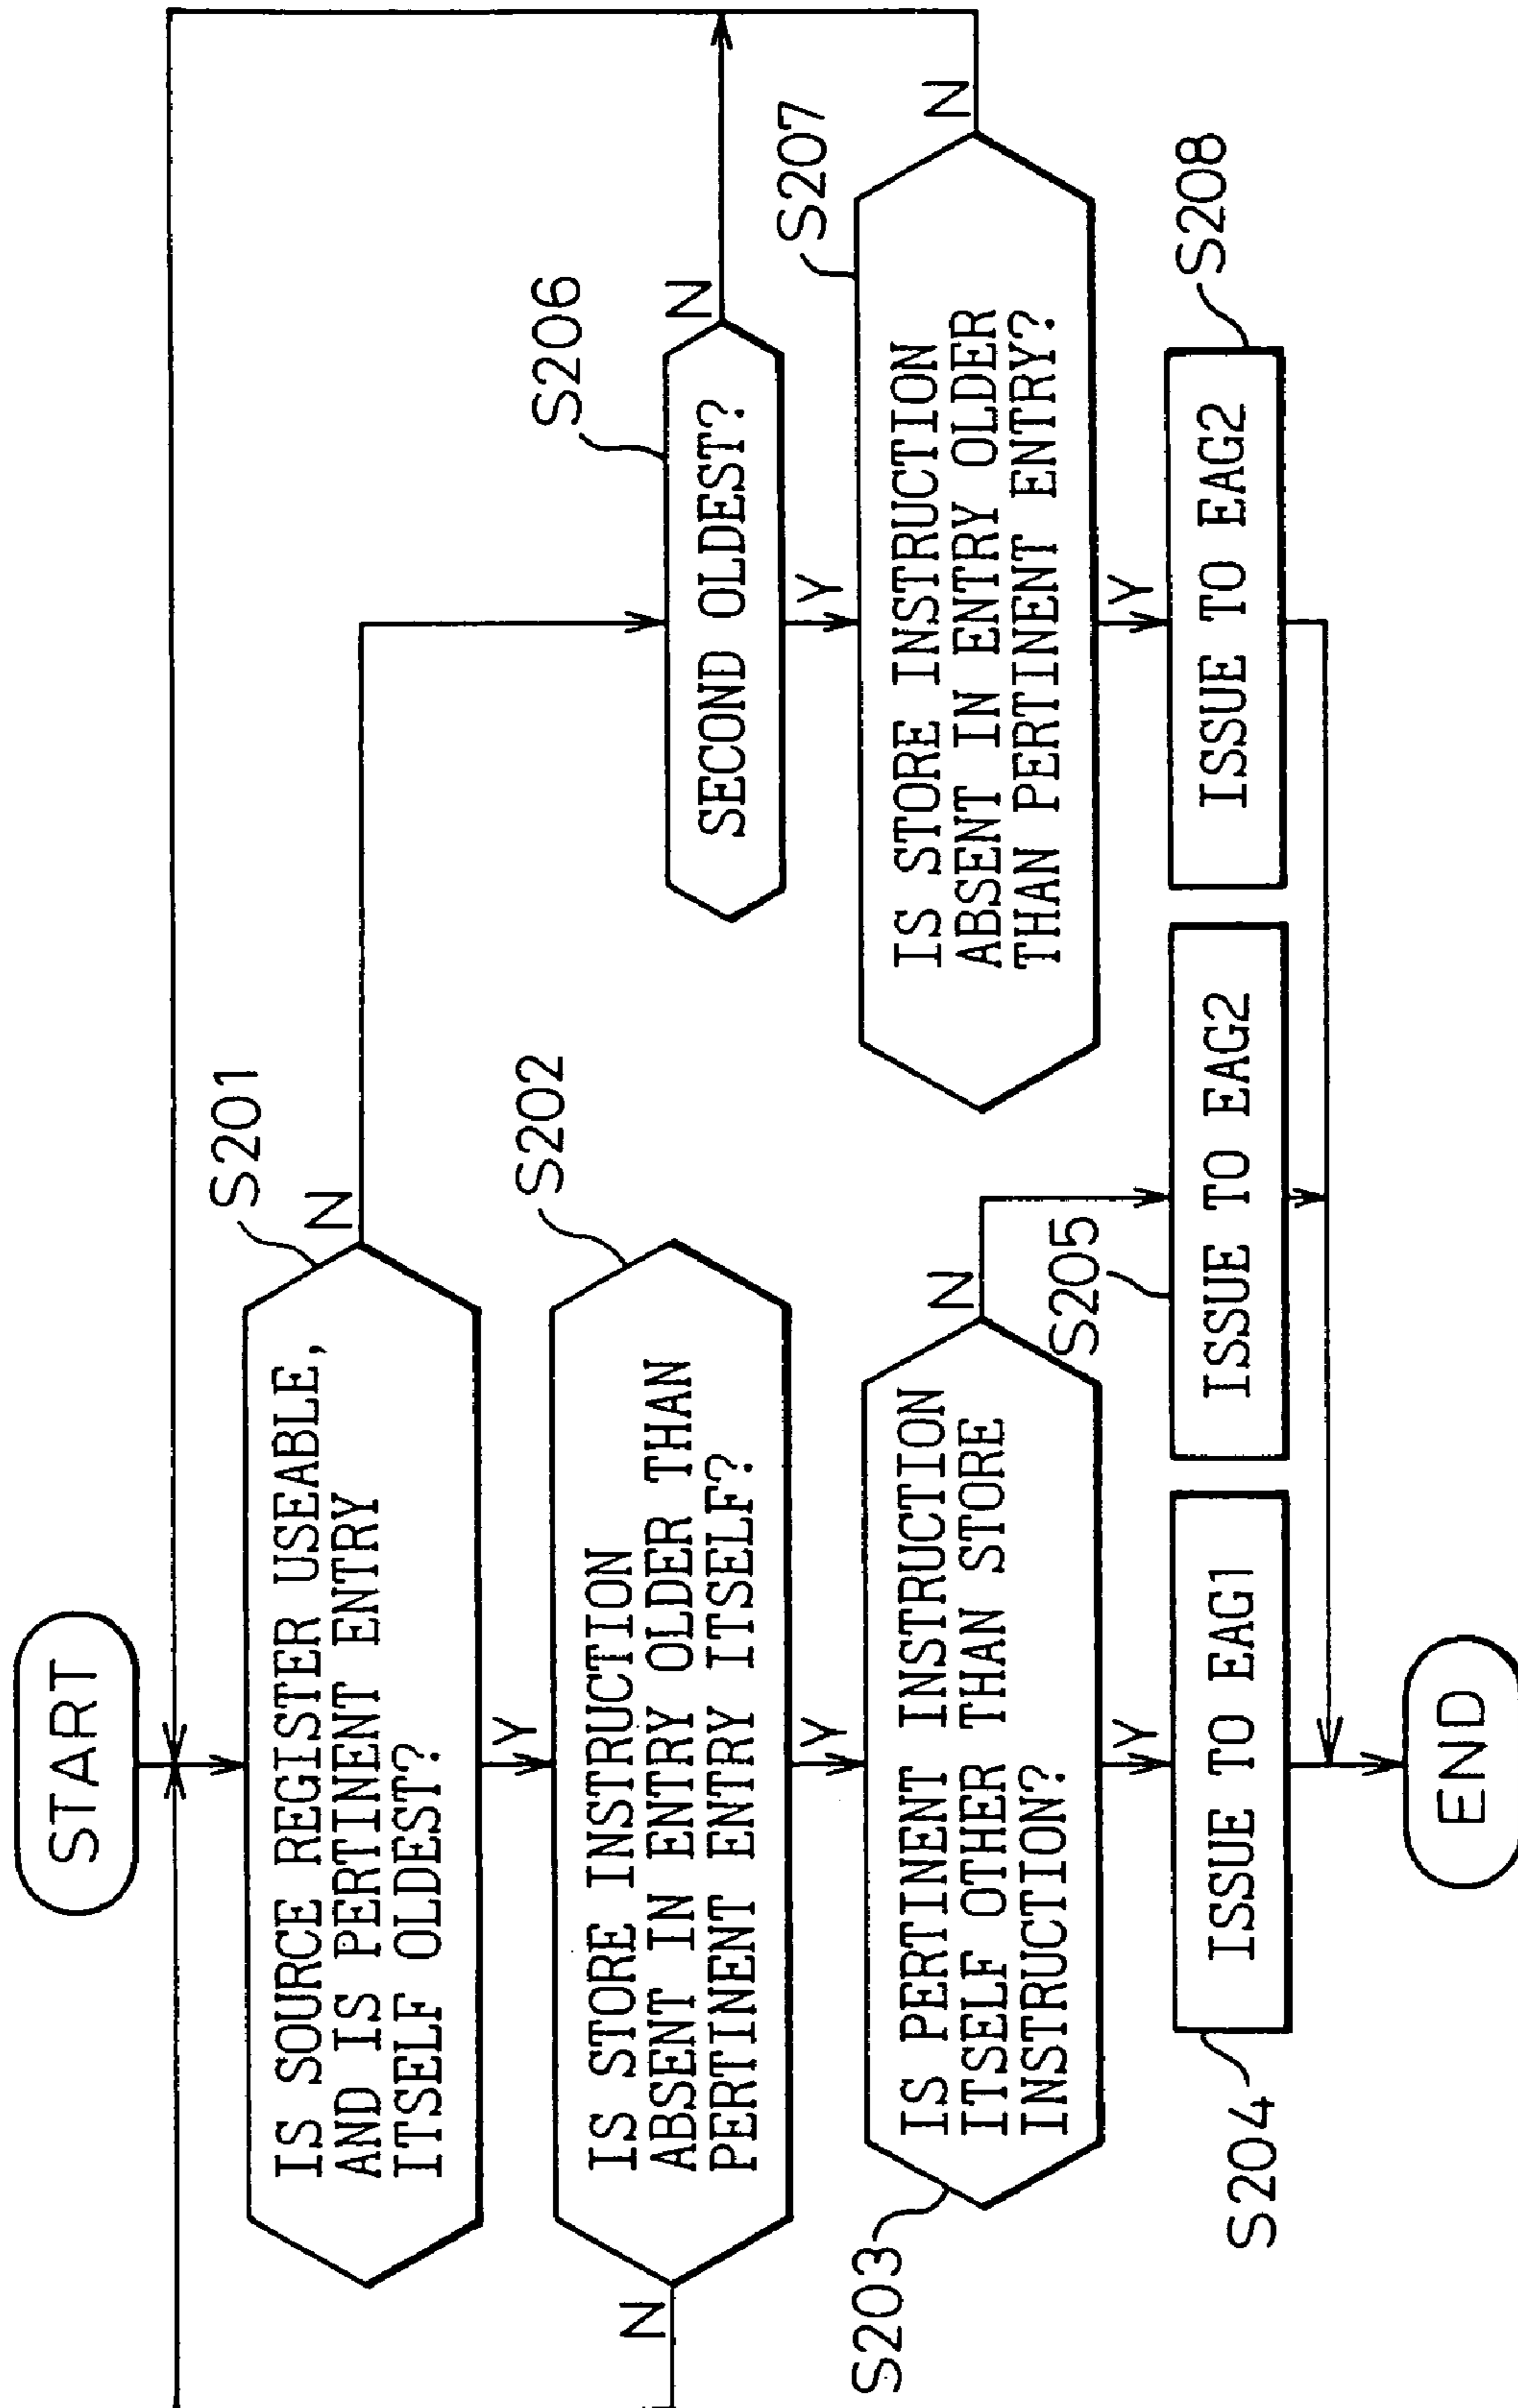 START
S201
IS SOURCE REGISTER USEABLE,
AND IS PERTINENT ENTRY
ITSELF OLDEST?
N
Y
S202
IS STORE INSTRUCTION
ABSENT IN ENTRY OLDER THAN
PERTINENT ENTRY ITSELF?
N
Y
S203
IS PERTINENT INSTRUCTION
ITSELF OTHER THAN STORE
INSTRUCTION?
N
Y
S204
ISSUE TO EAG1
S205
ISSUE TO EAG2
S206
SECOND OLDEST?
N
Y
S207
IS STORE INSTRUCTION
ABSENT IN ENTRY OLDER
THAN PERTINENT ENTRY?
N
Y
S208
ISSUE TO EAG2
END